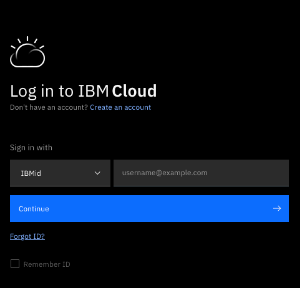 Log in to IBM Cloud
Don't have an account? Create an account
Sign in with
IBMid
username@example.com
Continue
Forgot ID?
Remember ID